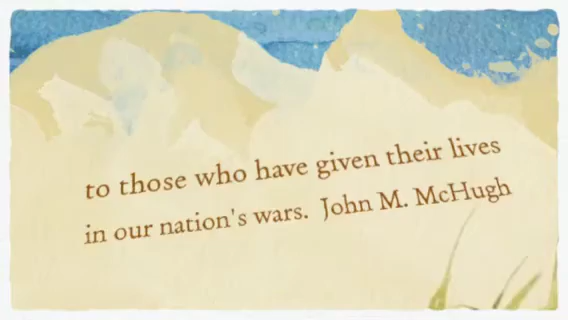 to those who have given their lives
in our nation's wars. John M. McHugh